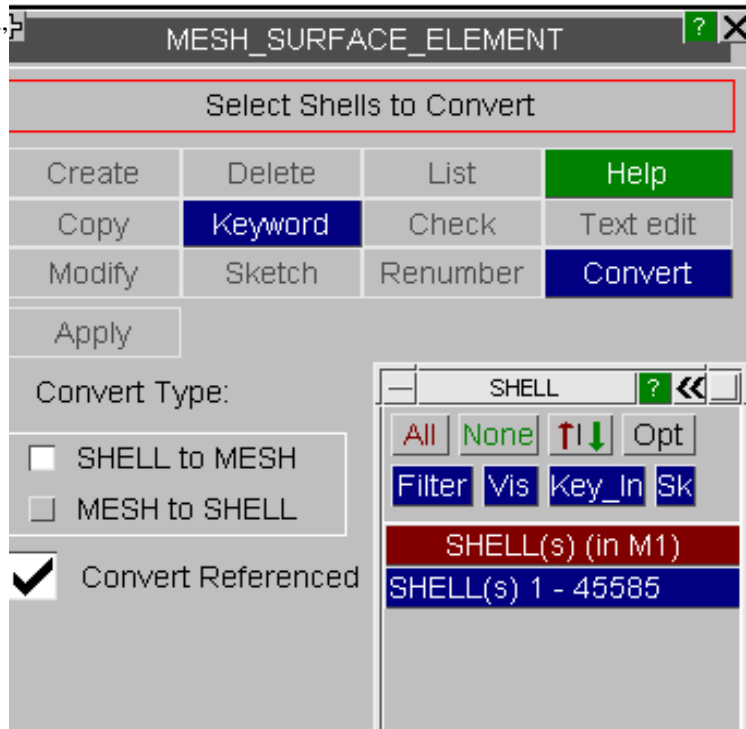 MESH_SURFACE_ELEMENT ?
Select Shells to Convert
Create Delete List Help
Copy Keyword Check Text edit
Modify Sketch Renumber Convert
Apply
Convert Type:
SHELL to MESH
MESH to SHELL
Convert Referenced
SHELL ?
All None Opt
Filter Vis Key_In Sk
SHELL(s) (in M1)
SHELL(s) 1 - 45585